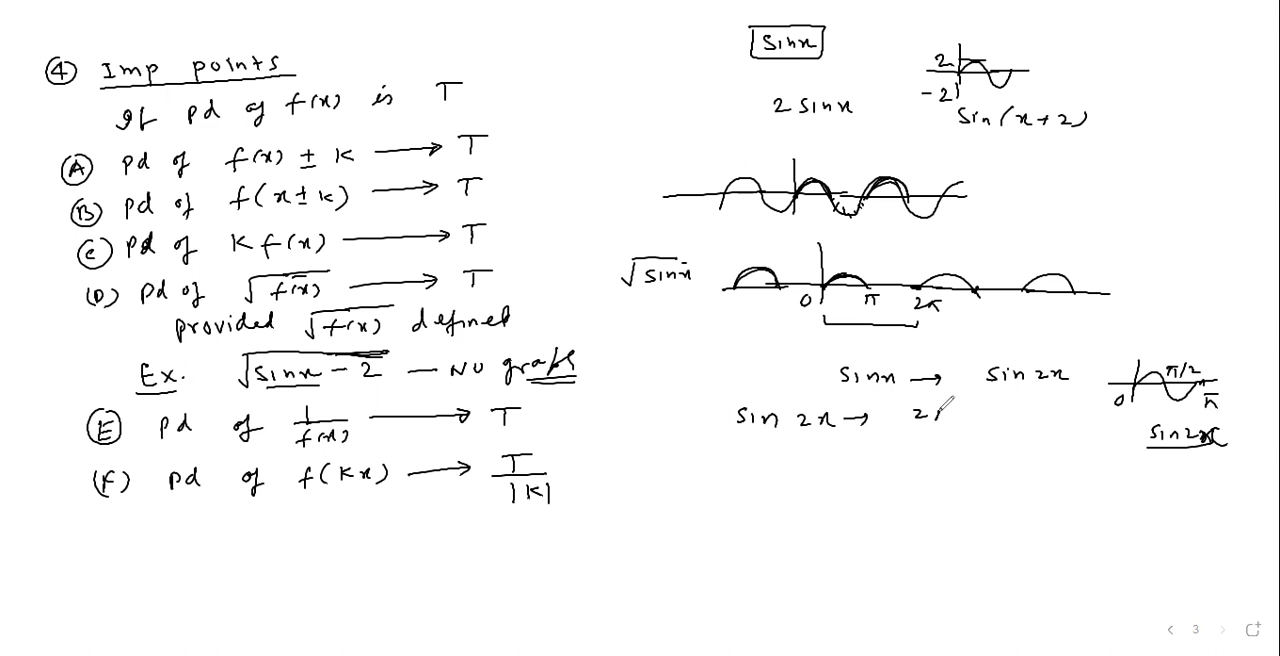 ④ Imp points
If pd of f(x) is T
Ⓐ pd of f(x) ± k ⟶ T
Ⓑ pd of f(x±k) ⟶ T
Ⓒ pd of K f(x) ⟶ T
(D) pd of √f(x) ⟶ T
provided √f(x) defined
Ex. √sinx - 2 — No graph
Ⓔ pd of 1/f(x) ⟶ T
(F) pd of f(Kx) ⟶ T/|K|
sinx
2 sinx
2
-2
sin(x+2)
√sinx
0 π 2π
sinx → sin 2x
sin 2x →
0 π/2 π
sin2x
3